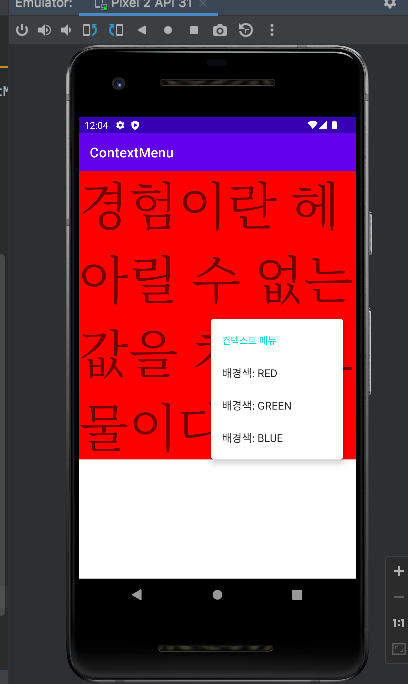 Emulator:
Pixel 2 API 31
12:04
ContextMenu
경험이란 헤
아릴 수 없는
값을
물이다
컨텍스트 메뉴
배경색: RED
배경색: GREEN
배경색: BLUE
1:1